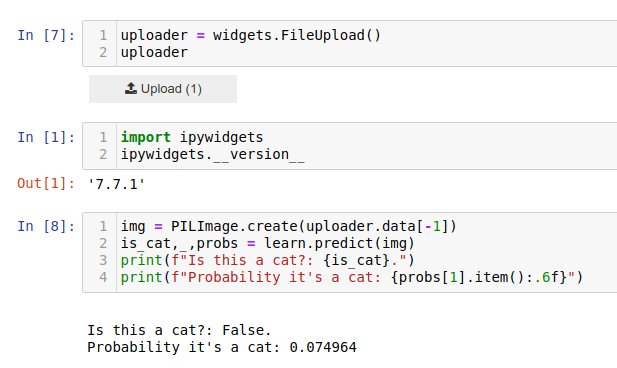 In [7]:
1 uploader = widgets.FileUpload()
2 uploader
Upload (1)
In [1]:
1 import ipywidgets
2 ipywidgets.__version__
Out[1]: '7.7.1'
In [8]:
1 img = PILImage.create(uploader.data[-1])
2 is_cat,_,probs = learn.predict(img)
3 print(f"Is this a cat?: {is_cat}.")
4 print(f"Probability it's a cat: {probs[1].item():.6f}")
Is this a cat?: False.
Probability it's a cat: 0.074964